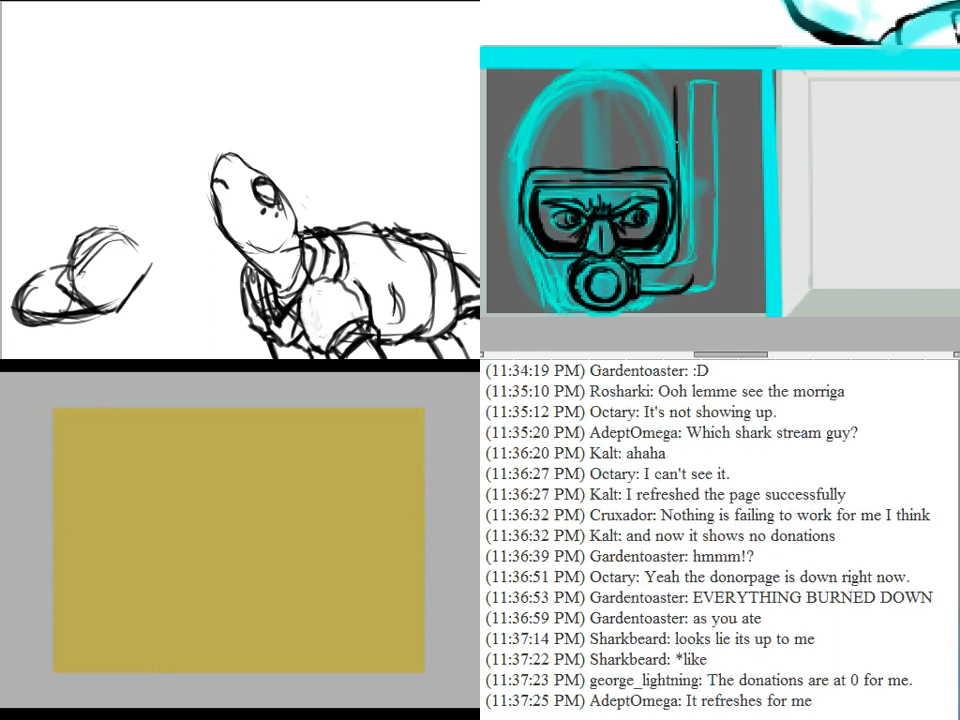 (11:34:19 PM) Gardentoaster: :D
(11:35:10 PM) Rosharki: Ooh lemme see the morriga
(11:35:12 PM) Octary: It's not showing up.
(11:35:20 PM) AdeptOmega: Which shark stream guy?
(11:36:20 PM) Kalt: ahaha
(11:36:27 PM) Octary: I can't see it.
(11:36:27 PM) Kalt: I refreshed the page successfully
(11:36:32 PM) Cruxador: Nothing is failing to work for me I think
(11:36:32 PM) Kalt: and now it shows no donations
(11:36:39 PM) Gardentoaster: hmmm!?
(11:36:51 PM) Octary: Yeah the donorpage is down right now.
(11:36:53 PM) Gardentoaster: EVERYTHING BURNED DOWN
(11:36:59 PM) Gardentoaster: as you ate
(11:37:14 PM) Sharkbeard: looks lie its up to me
(11:37:22 PM) Sharkbeard: *like
(11:37:23 PM) george_lightning: The donations are at 0 for me.
(11:37:25 PM) AdeptOmega: It refreshes for me